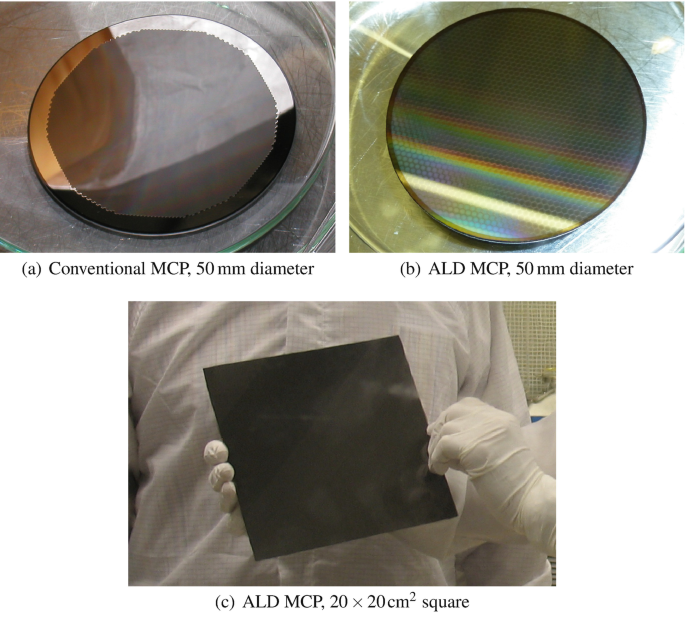 (a) Conventional MCP, 50 mm diameter
(b) ALD MCP, 50 mm diameter
(c) ALD MCP, 20 × 20 cm² square